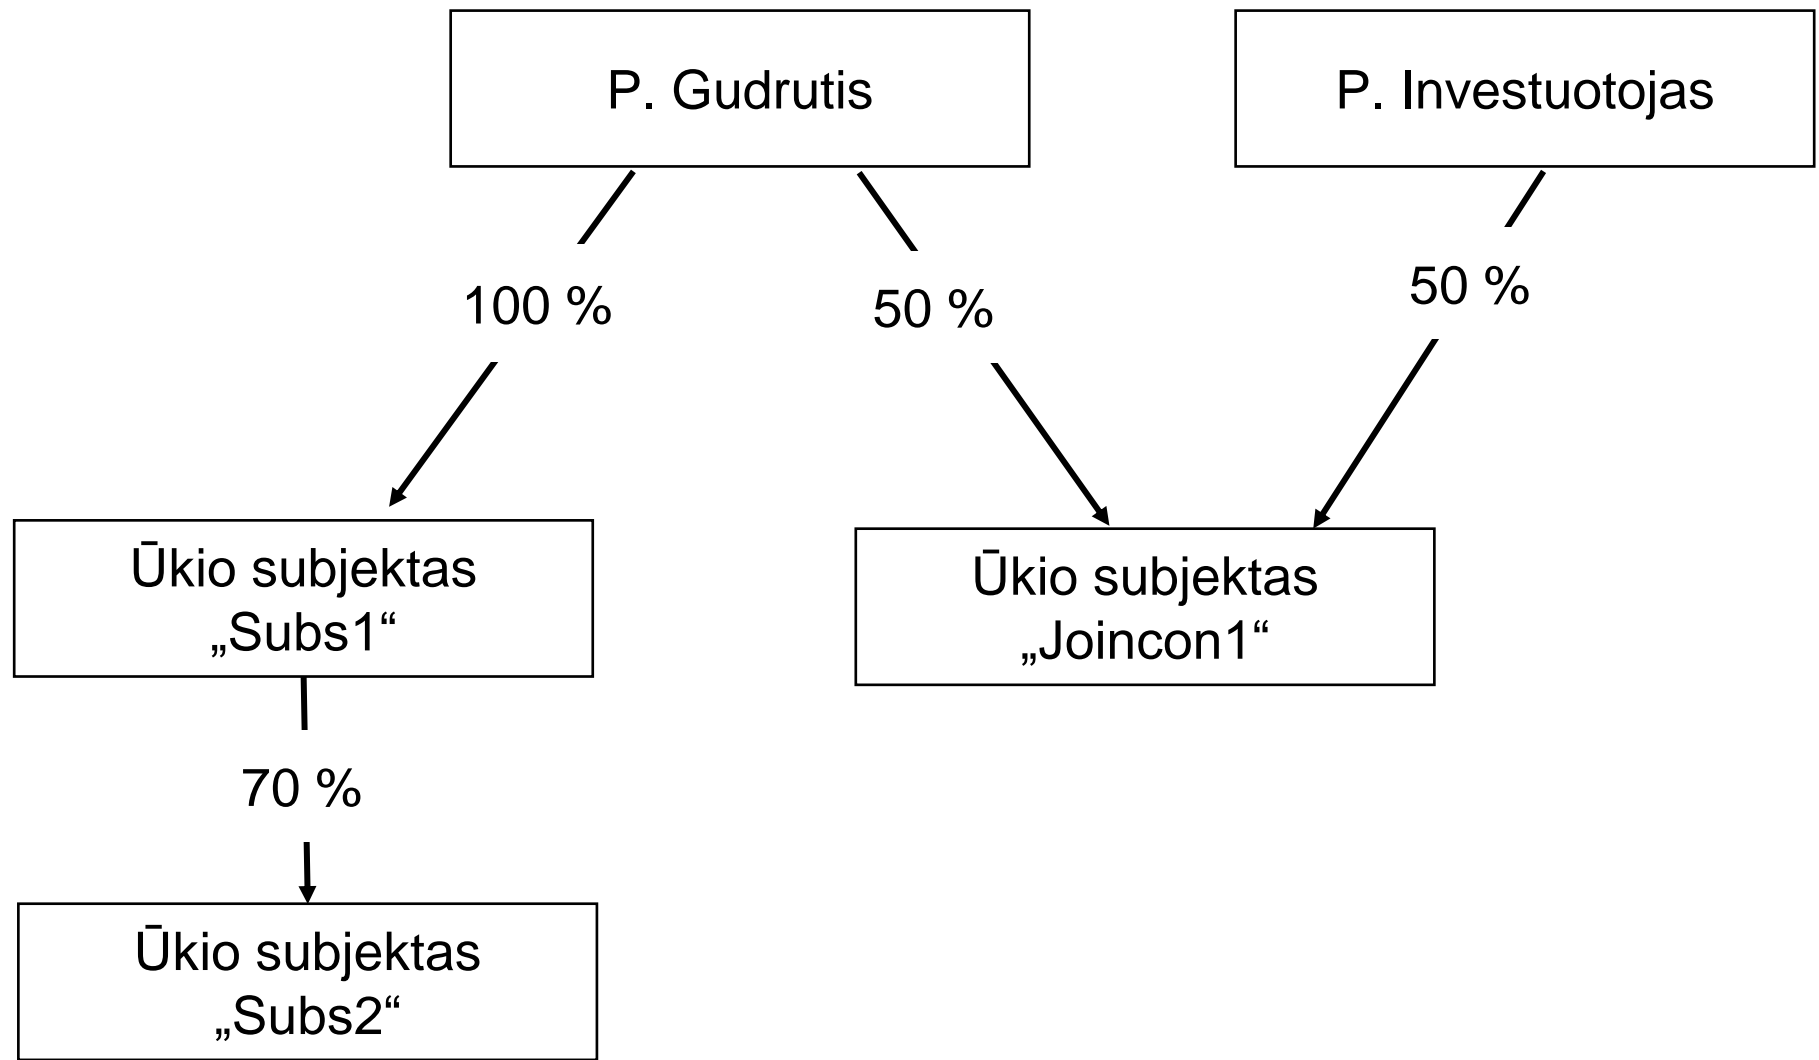 P. Gudrutis
P. Investuotojas
100 %
50 %
50 %
Ūkio subjektas
„Subs1“
Ūkio subjektas
„Joincon1“
70 %
Ūkio subjektas
„Subs2“